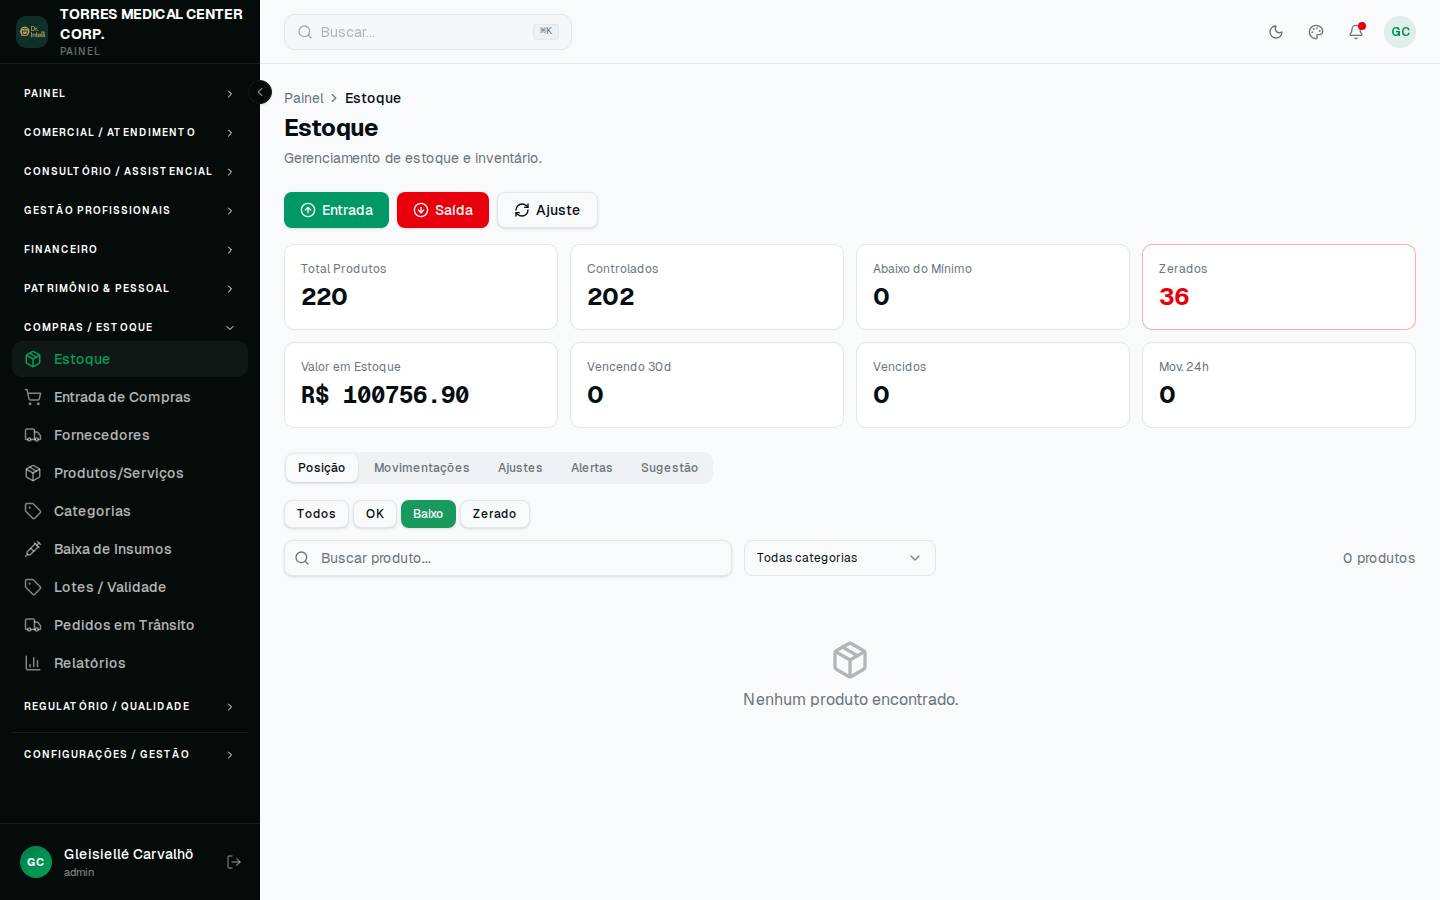 TORRES MEDICAL CENTER CORP.
PAINEL
PAINEL
COMERCIAL / ATENDIMENTO
CONSULTÓRIO / ASSISTENCIAL
GESTÃO PROFISSIONAIS
FINANCEIRO
PATRIMÔNIO & PESSOAL
COMPRAS / ESTOQUE
Estoque
Entrada de Compras
Fornecedores
Produtos/Serviços
Categorias
Baixa de Insumos
Lotes / Validade
Pedidos em Trânsito
Relatórios
REGULATÓRIO / QUALIDADE
CONFIGURAÇÕES / GESTÃO
GC
Gleisiellé Carvalhö
admin
Buscar...
⌘K
GC
Painel > Estoque
Estoque
Gerenciamento de estoque e inventário.
Entrada
Saída
Ajuste
Total Produtos
220
Controlados
202
Abaixo do Mínimo
0
Zerados
36
Valor em Estoque
R$ 100756.90
Vencendo 30d
0
Vencidos
0
Mov. 24h
0
Posição
Movimentações
Ajustes
Alertas
Sugestão
Todos
OK
Baixo
Zerado
Buscar produto...
Todas categorias
0 produtos
Nenhum produto encontrado.